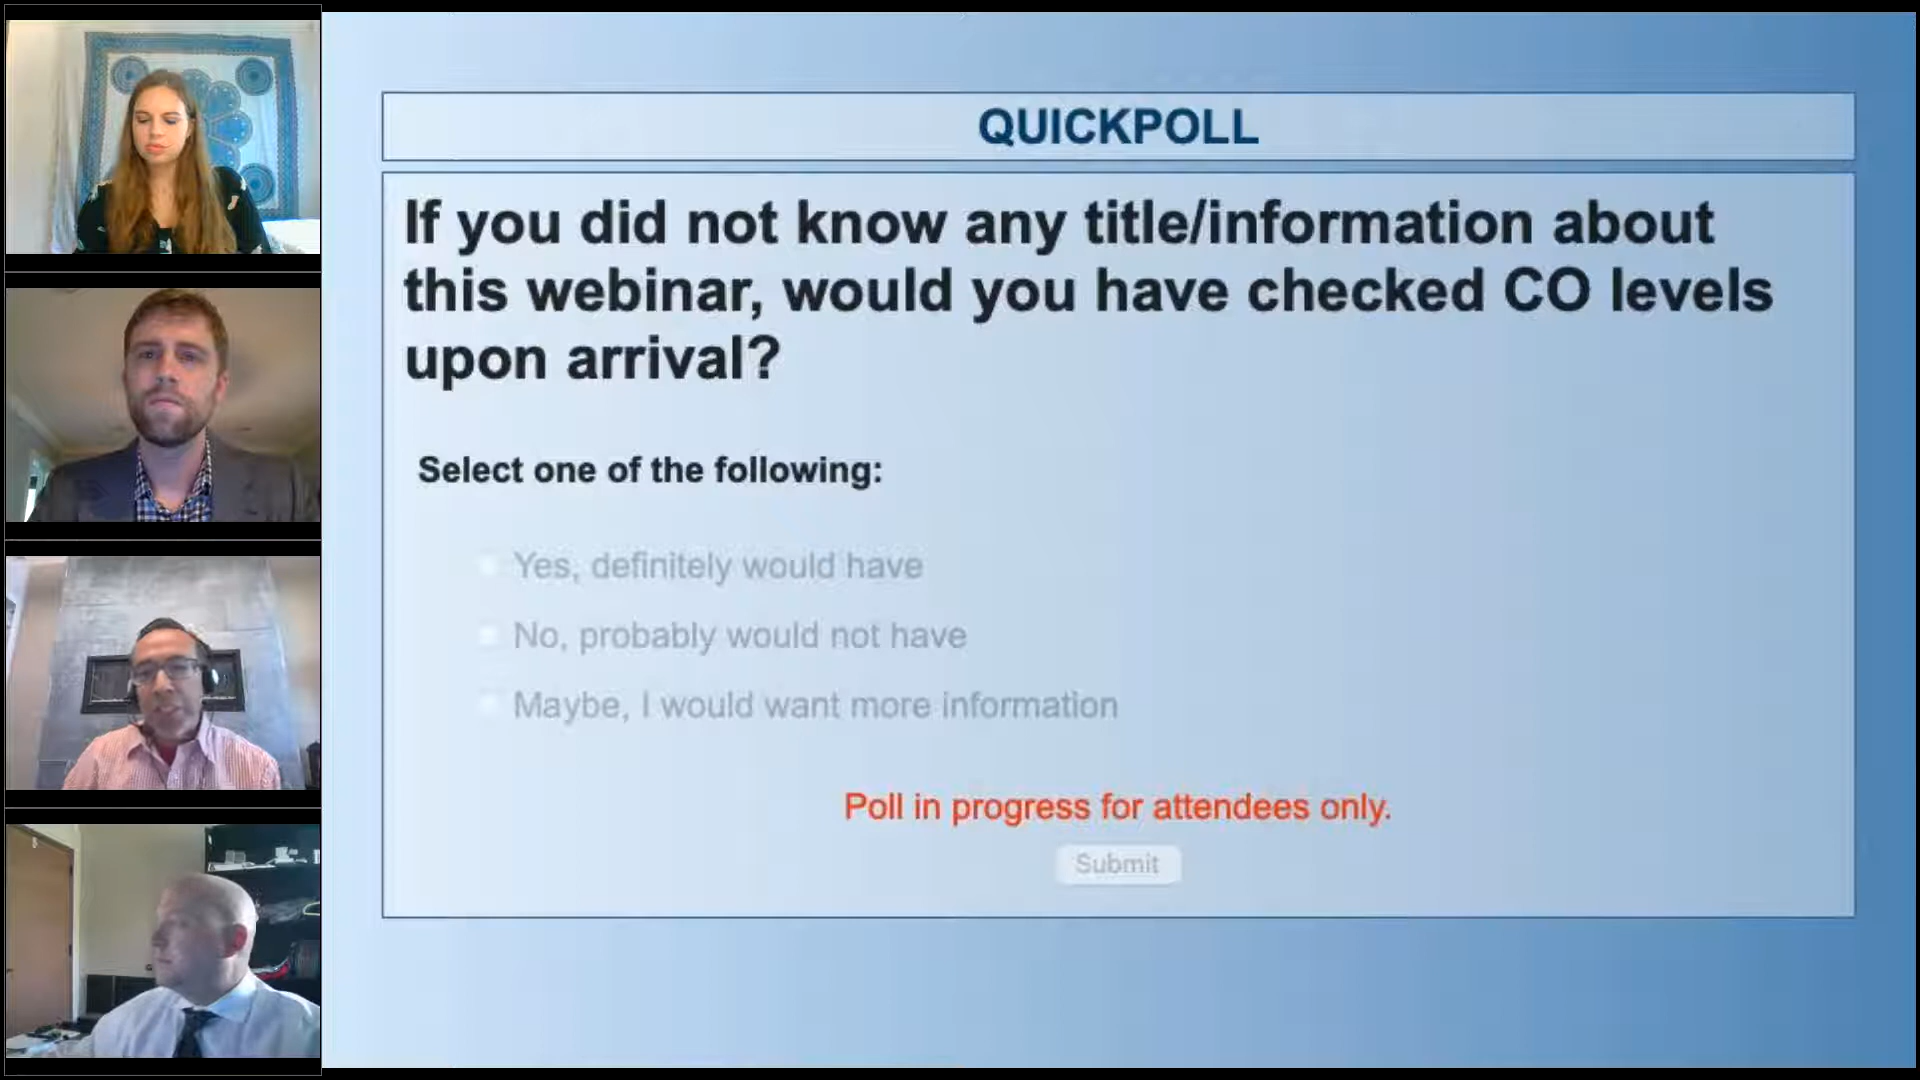 QUICKPOLL
If you did not know any title/information about
this webinar, would you have checked CO levels
upon arrival?
Select one of the following:
Yes, definitely would have
No, probably would not have
Maybe, I would want more information
Poll in progress for attendees only.
Submit